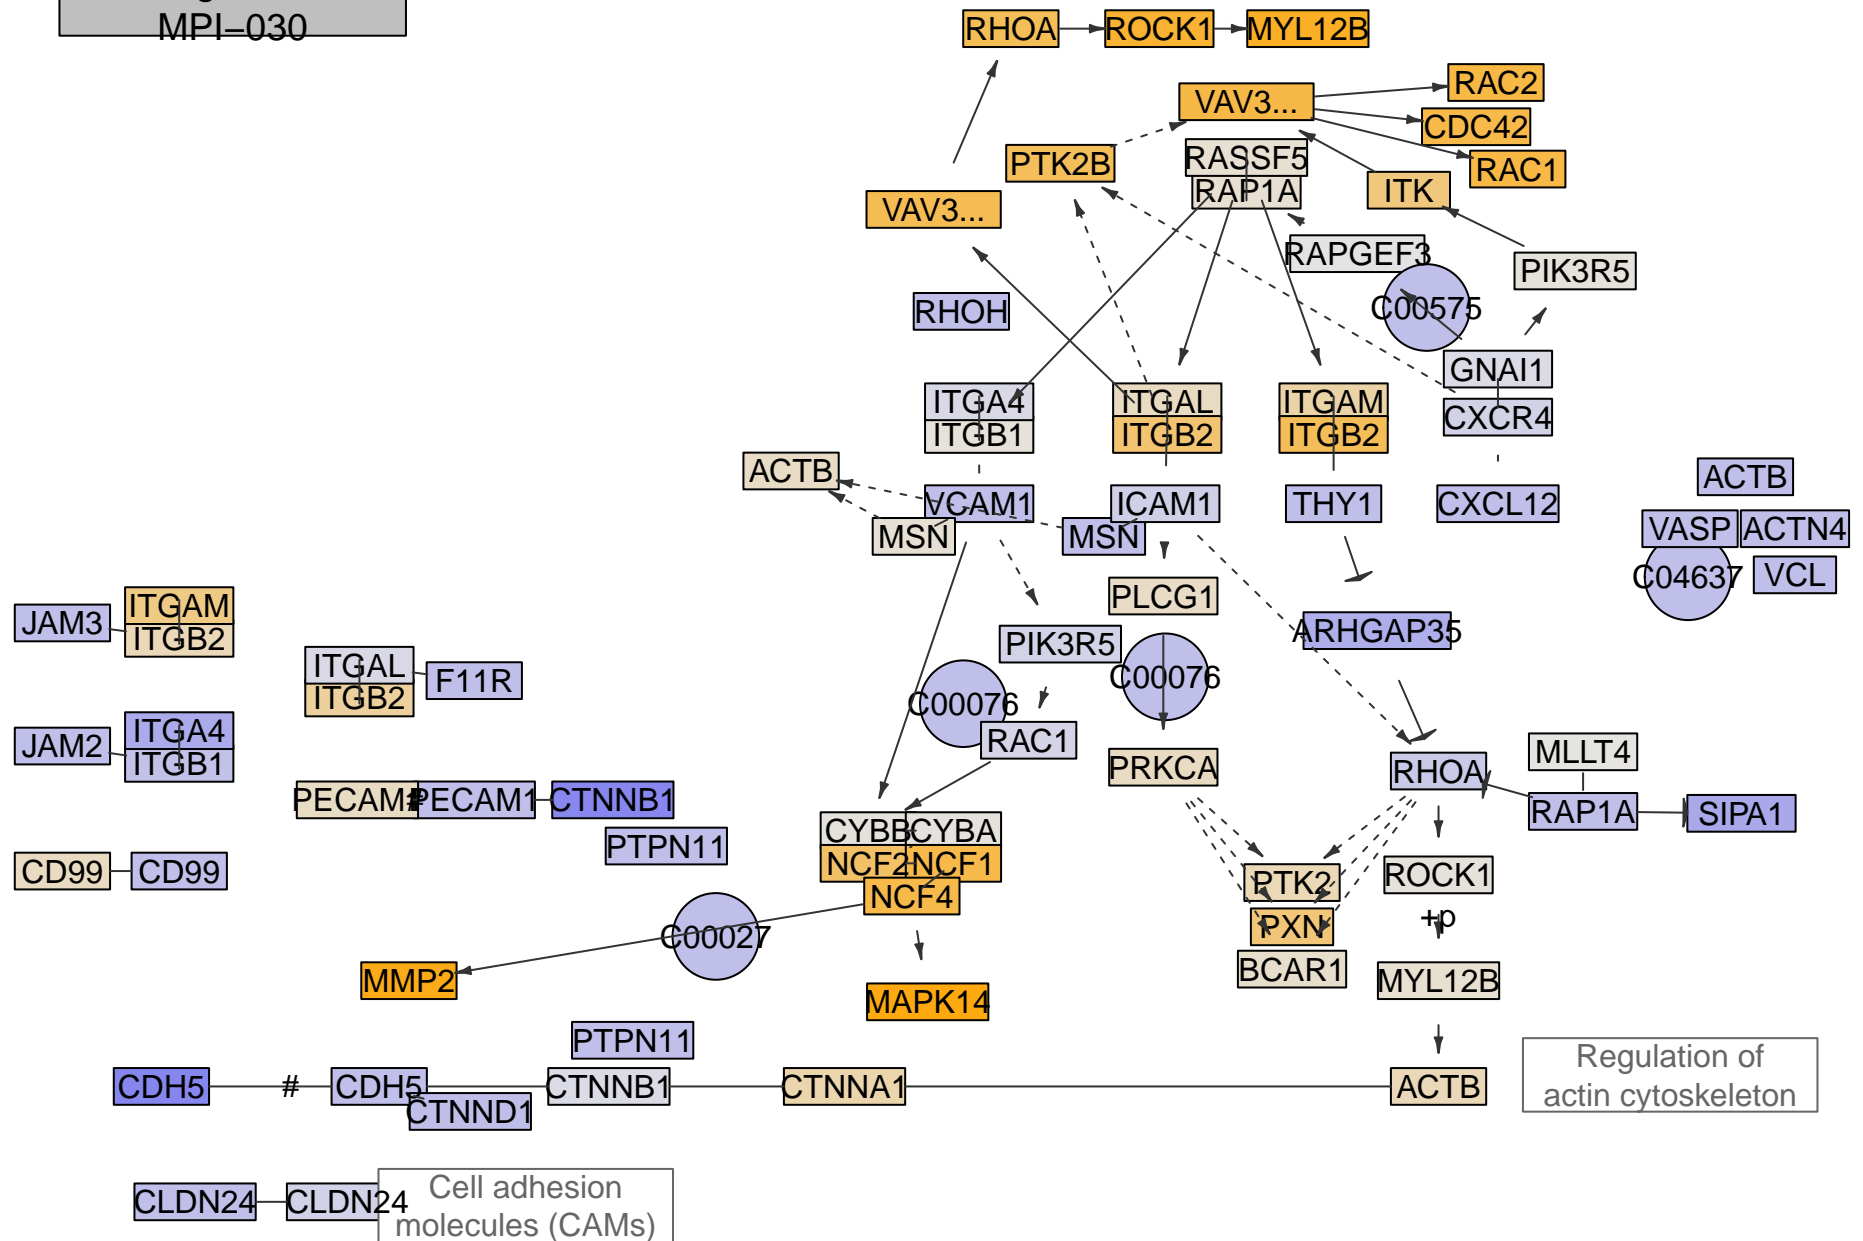 MPI−030
RHOA
ROCK1
MYL12B
RAC2
VAV3...
CDC42
RASSF5
PTK2B
RAC1
RAP1A
ITK
VAV3...
RAPGEF3
PIK3R5
C00575
RHOH
GNAI1
ITGA4
ITGAL
ITGAM
CXCR4
ITGB1
ITGB2
ITGB2
ACTB
ACTB
VCAM1
ICAM1
THY1
CXCL12
VASP
ACTN4
MSN
MSN
C04637
VCL
PLCG1
ITGAM
JAM3
ITGB2
ARHGAP35
PIK3R5
ITGAL
F11R
C00076
ITGB2
C00076
ITGA4
JAM2
RAC1
MLLT4
ITGB1
PRKCA
RHOA
PECAM1
#
PECAM1
CTNNB1
RAP1A
SIPA1
CYBB
CYBA
PTPN11
NCF2
NCF1
CD99
CD99
ROCK1
PTK2
NCF4
+p
PXN
C00027
BCAR1
MMP2
MYL12B
MAPK14
PTPN11
Regulation of
actin cytoskeleton
CDH5
#
CDH5
CTNNB1
CTNNA1
ACTB
CTNND1
CLDN24
CLDN24
Cell adhesion
molecules (CAMs)